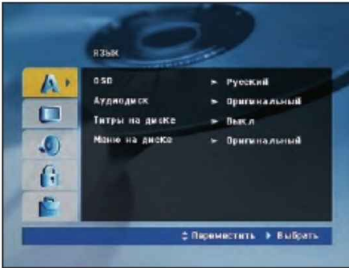 ЯЗЫК
OSD ► Русский
Аудиодиск ► Оригинальный
Титры на диске ► Выкл
Меню на диске ► Оригинальный
Переместить Выбрать